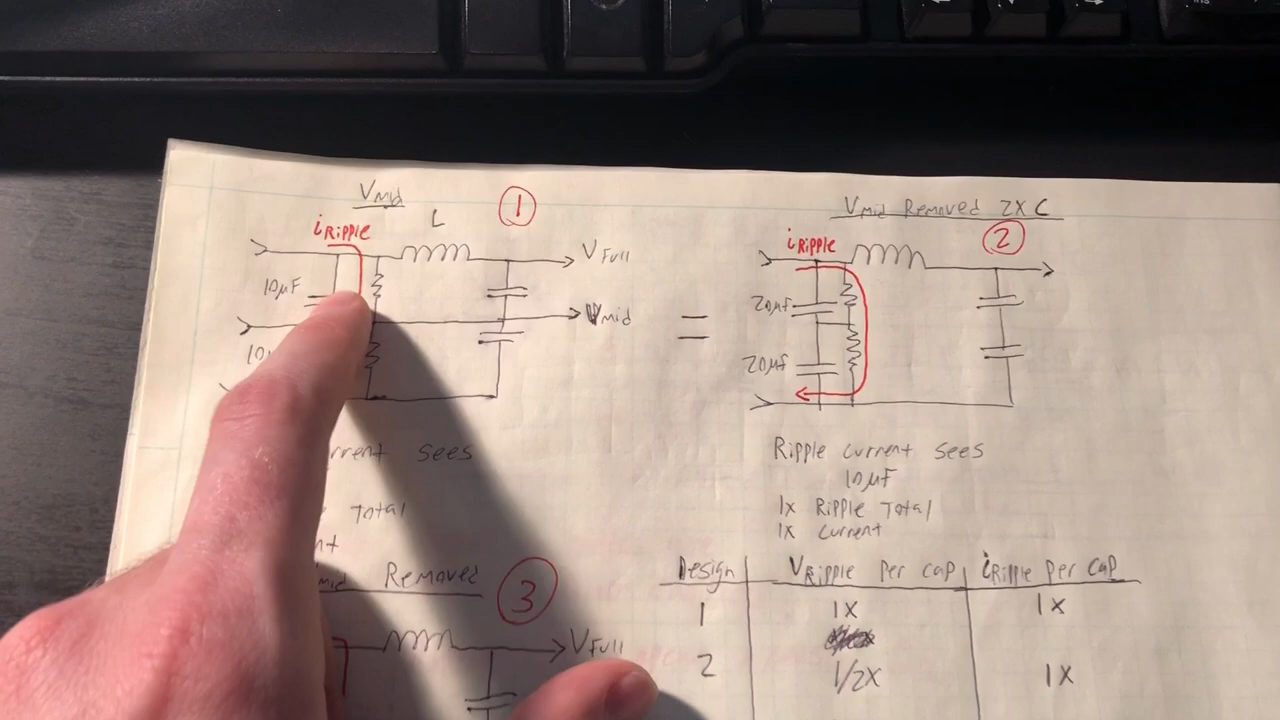 VMid
L
1
iRipple
VFull
10µF
VMid
10
Current Sees
Total
VMid Removed 2X C
2
iRipple
=
20µF
20µF
Ripple Current Sees
10µF
1x Ripple Total
1x Current
Removed
3
VFull
Design VRipple Per Cap iRipple Per Cap
1 1X 1X
2 1/2X 1X